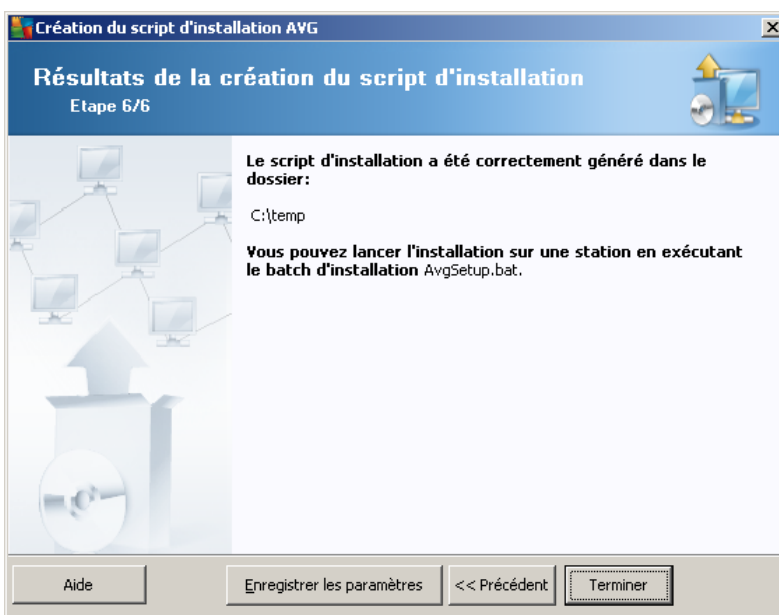 Création du script d'installation AVG
Résultats de la création du script d'installation
Etape 6/6
Le script d'installation a été correctement généré dans le
dossier:
C:\temp
Vous pouvez lancer l'installation sur une station en exécutant
le batch d'installation AvgSetup.bat.
Aide
Enregistrer les paramètres
<< Précédent
Terminer